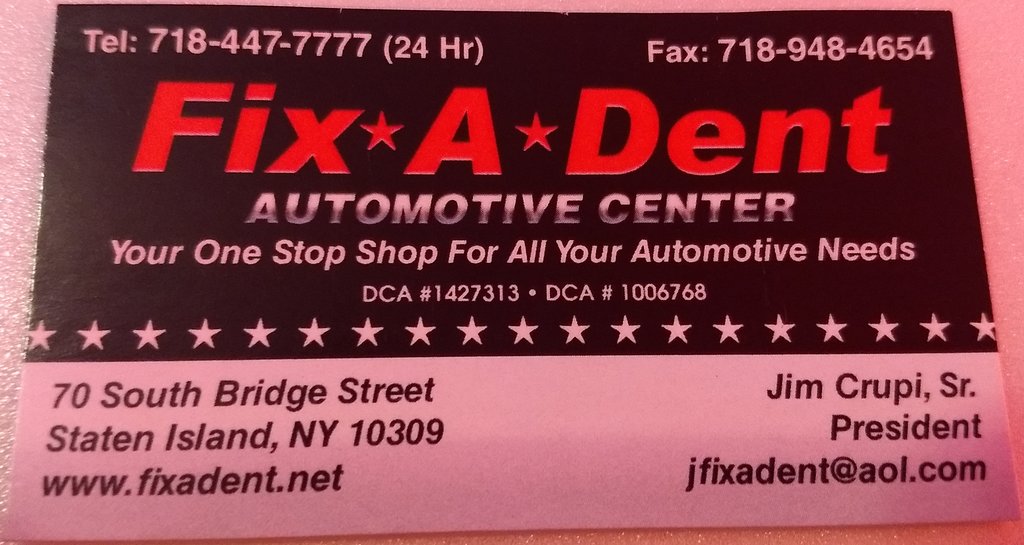 Tel: 718-447-7777 (24 Hr) Fax: 718-948-4654
Fix★A★Dent
AUTOMOTIVE CENTER
Your One Stop Shop For All Your Automotive Needs
DCA #1427313 • DCA # 1006768
70 South Bridge Street
Staten Island, NY 10309
www.fixadent.net
Jim Crupi, Sr.
President
jfixadent@aol.com